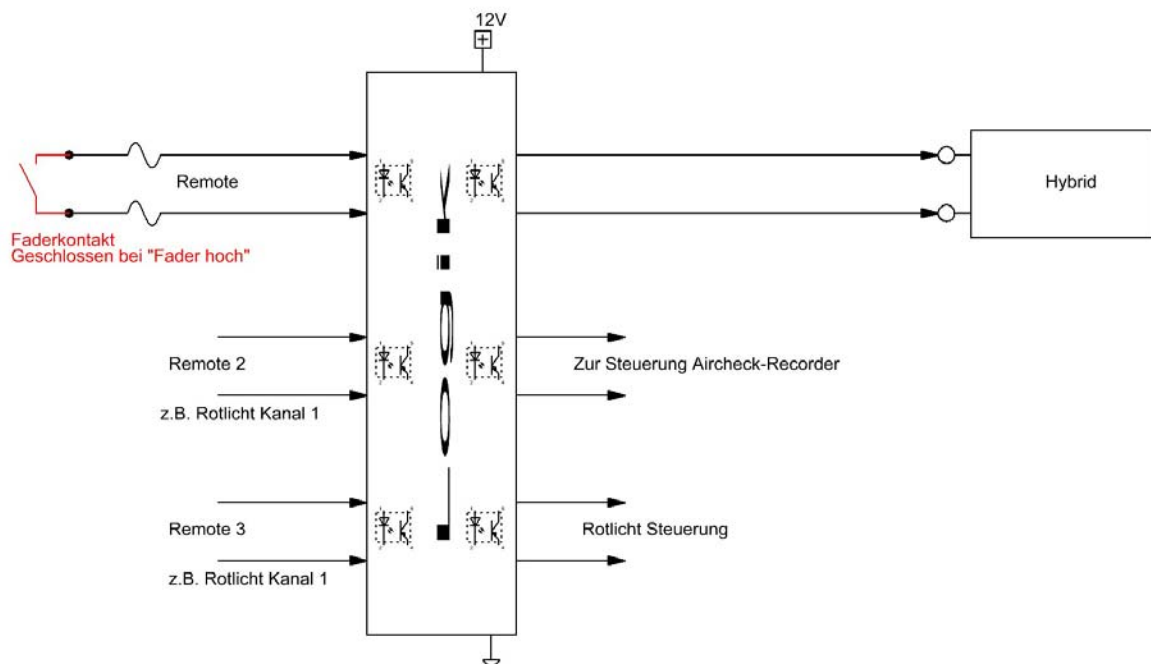 12V
Remote
Hybrid
Faderkontakt
Geschlossen bei "Fader hoch"
Remote 2
Zur Steuerung Aircheck-Recorder
z.B. Rotlicht Kanal 1
Remote 3
Rotlicht Steuerung
z.B. Rotlicht Kanal 1